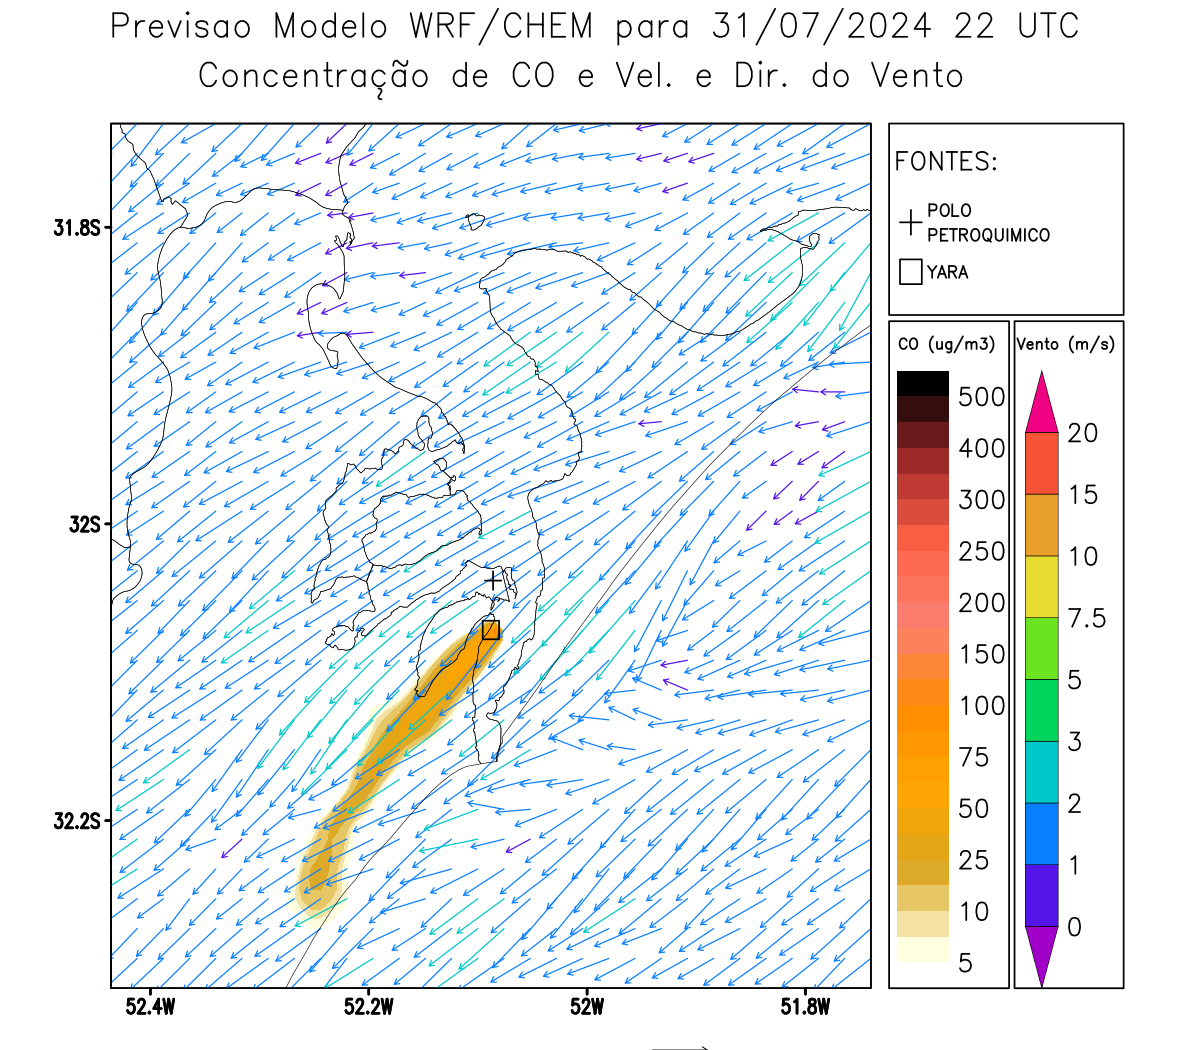 Previsao Modelo WRF/CHEM para 31/07/2024 22 UTC
Concentração de CO e Vel. e Dir. do Vento
FONTES:
POLO
PETROQUIMICO
YARA
31.8S
32S
32.2S
52.4W
52.2W
52W
51.8W
CO (ug/m3)
500
400
300
250
200
150
100
75
50
25
10
5
Vento (m/s)
20
15
10
7.5
5
3
2
1
0